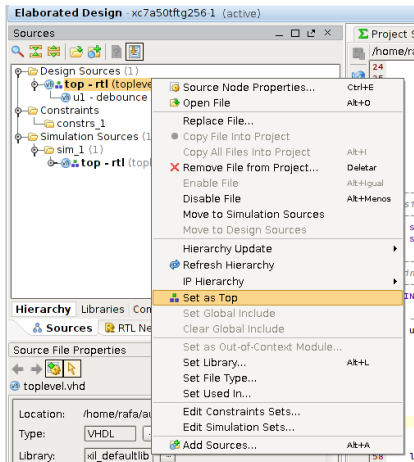 Elaborated Design - xc7a50tftg256-1 (active)
Sources
Project S
/home/ra
24
Design Sources (1
top - rtl (topleve
u1 - debounce
Constraints
constrs_1
Simulation Sources (1
sim_1 (1)
top - rtl (topl
Source Node Properties... Ctrl+E
Open File Alt+O
Replace File...
Copy File Into Project
Copy All Files Into Project Alt+I
Remove File from Project... Deletar
Enable File Alt+Igual
Disable File Alt+Menos
Move to Simulation Sources
Move to Design Sources
Hierarchy Update
Refresh Hierarchy
IP Hierarchy
Set as Top
Set Global Include
Clear Global Include
Set as Out-of-Context Module...
Set Library... Alt+L
Set File Type...
Set Used In...
Edit Constraints Sets...
Edit Simulation Sets...
Add Sources... Alt+A
Hierarchy Libraries Com
Sources RTL Ne
Source File Properties
toplevel.vhd
Location: /home/rafa/au
Type: VHDL
Library: xil_defaultlib ...
58